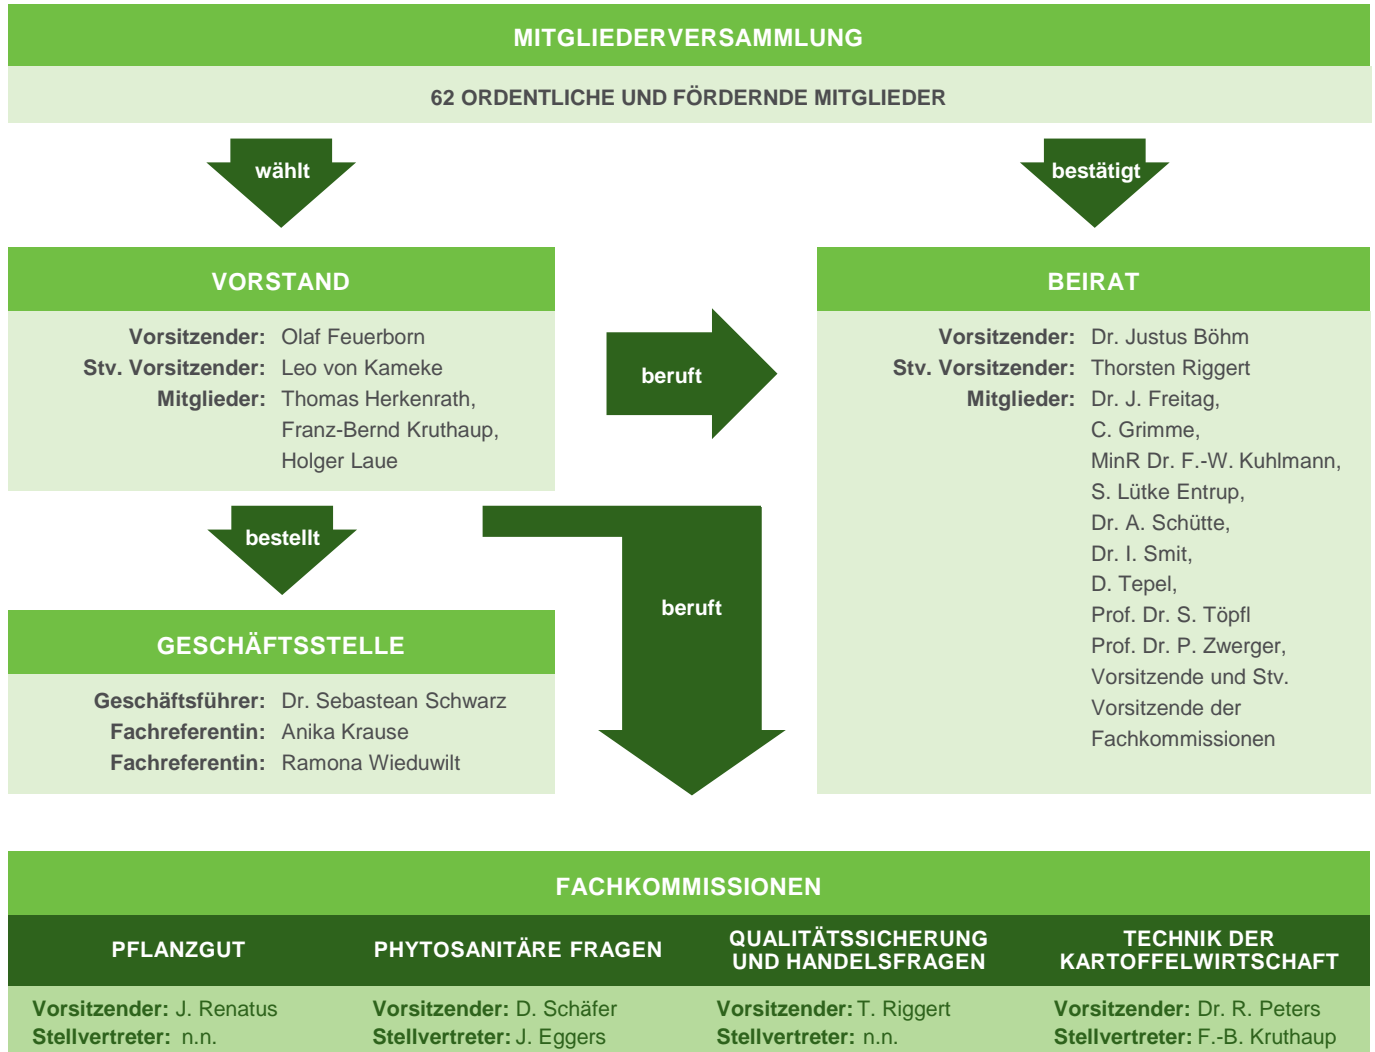 MITGLIEDERVERSAMMLUNG
62 ORDENTLICHE UND FÖRDERNDE MITGLIEDER
wählt
bestätigt
VORSTAND
Vorsitzender: Olaf Feuerborn
Stv. Vorsitzender: Leo von Kameke
Mitglieder: Thomas Herkenrath,
Franz-Bernd Kruthaup,
Holger Laue
beruft
BEIRAT
Vorsitzender: Dr. Justus Böhm
Stv. Vorsitzender: Thorsten Riggert
Mitglieder: Dr. J. Freitag,
C. Grimme,
MinR Dr. F.-W. Kuhlmann,
S. Lütke Entrup,
Dr. A. Schütte,
Dr. I. Smit,
D. Tepel,
Prof. Dr. S. Töpfl
Prof. Dr. P. Zwerger,
Vorsitzende und Stv.
Vorsitzende der
Fachkommissionen
bestellt
beruft
GESCHÄFTSSTELLE
Geschäftsführer: Dr. Sebastean Schwarz
Fachreferentin: Anika Krause
Fachreferentin: Ramona Wieduwilt
FACHKOMMISSIONEN
PFLANZGUT
Vorsitzender: J. Renatus
Stellvertreter: n.n.
PHYTOSANITÄRE FRAGEN
Vorsitzender: D. Schäfer
Stellvertreter: J. Eggers
QUALITÄTSSICHERUNG
UND HANDELSFRAGEN
Vorsitzender: T. Riggert
Stellvertreter: n.n.
TECHNIK DER
KARTOFFELWIRTSCHAFT
Vorsitzender: Dr. R. Peters
Stellvertreter: F.-B. Kruthaup